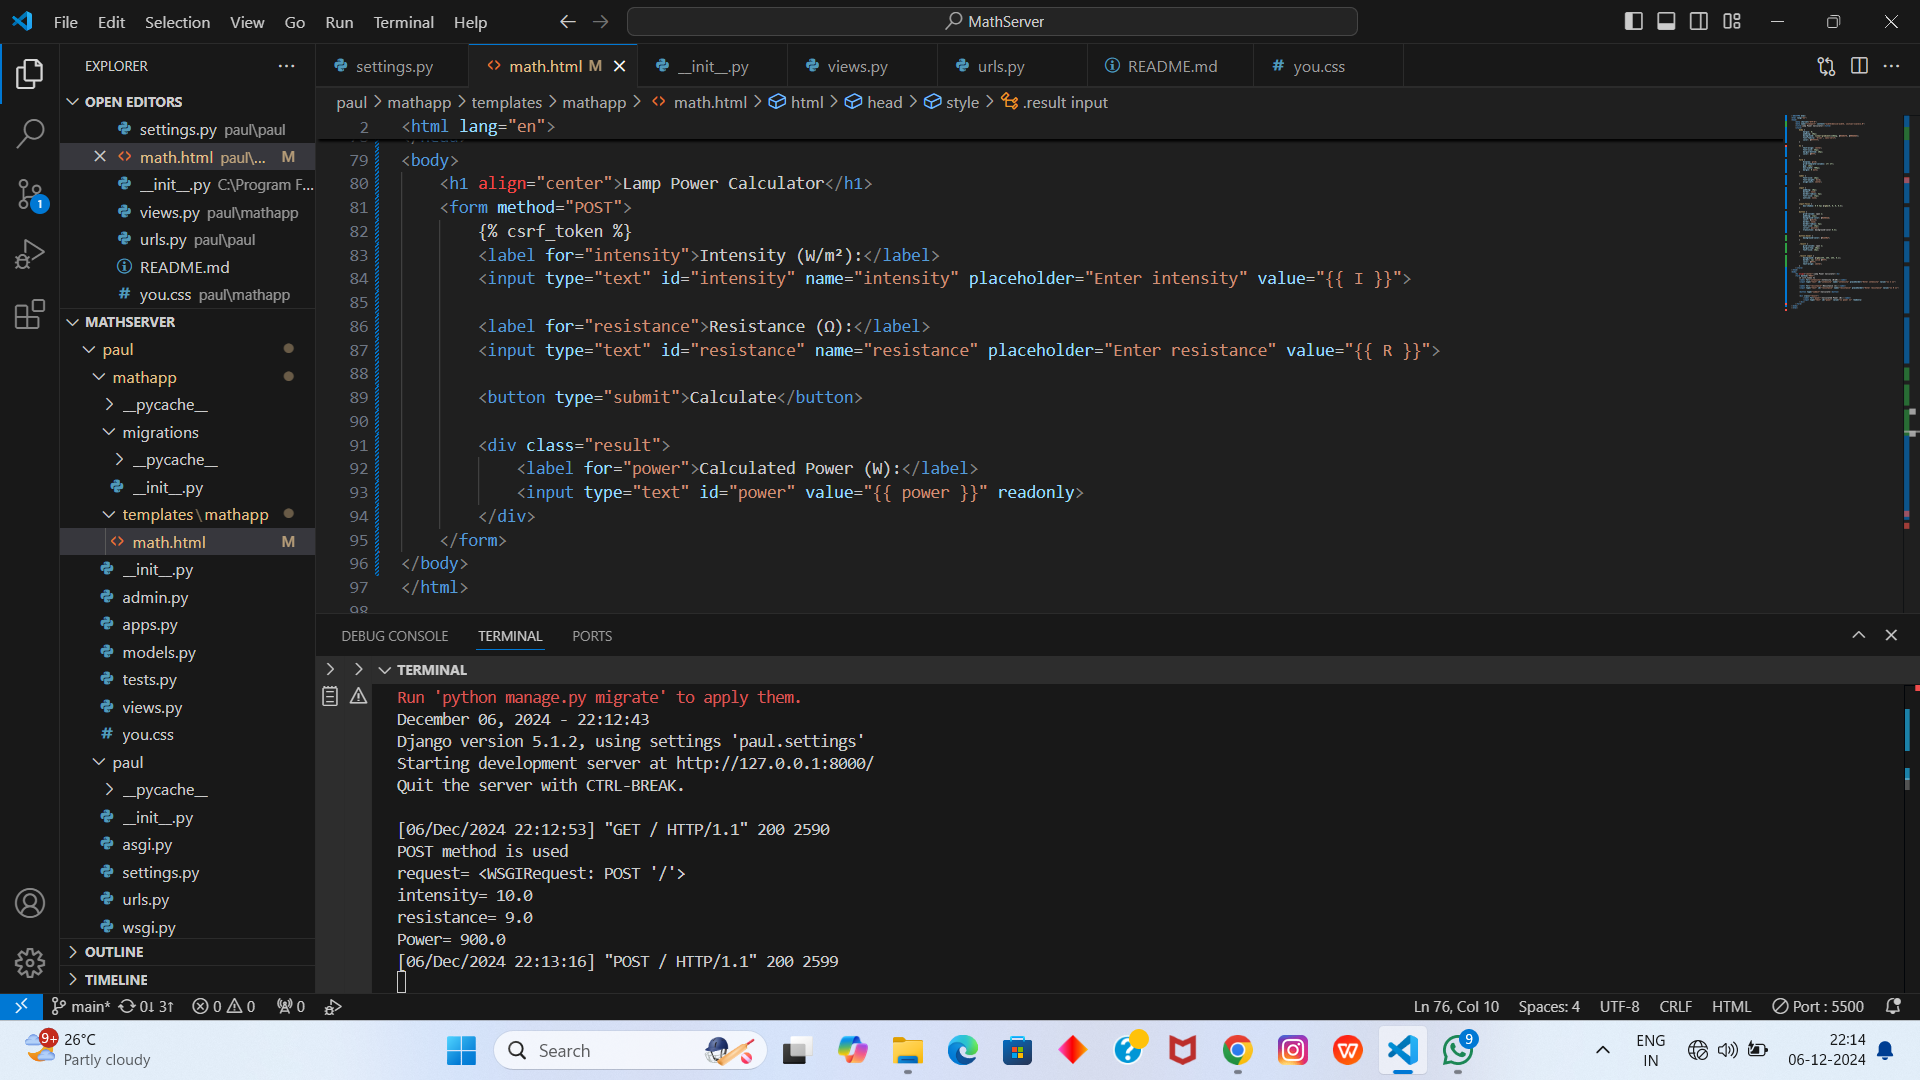 File Edit Selection View Go Run Terminal Help
MathServer
EXPLORER
OPEN EDITORS
settings.py paul\paul
math.html paul\... M
__init__.py C:\Program F...
views.py paul\mathapp
urls.py paul\paul
README.md
you.css paul\mathapp
MATHSERVER
paul
mathapp
__pycache__
migrations
__pycache__
__init__.py
templates\mathapp
math.html M
__init__.py
admin.py
apps.py
models.py
tests.py
views.py
you.css
paul
__pycache__
__init__.py
asgi.py
settings.py
urls.py
wsgi.py
OUTLINE
TIMELINE
1
settings.py math.html M __init__.py views.py urls.py README.md you.css
paul > mathapp > templates > mathapp > math.html > html > head > style > .result input
2 <html lang="en">
79 <body>
80 <h1 align="center">Lamp Power Calculator</h1>
81 <form method="POST">
82 {% csrf_token %}
83 <label for="intensity">Intensity (W/m²):</label>
84 <input type="text" id="intensity" name="intensity" placeholder="Enter intensity" value="{{ I }}">
85
86 <label for="resistance">Resistance (Ω):</label>
87 <input type="text" id="resistance" name="resistance" placeholder="Enter resistance" value="{{ R }}">
88
89 <button type="submit">Calculate</button>
90
91 <div class="result">
92 <label for="power">Calculated Power (W):</label>
93 <input type="text" id="power" value="{{ power }}" readonly>
94 </div>
95 </form>
96 </body>
97 </html>
98
DEBUG CONSOLE TERMINAL PORTS
TERMINAL
Run 'python manage.py migrate' to apply them.
December 06, 2024 - 22:12:43
Django version 5.1.2, using settings 'paul.settings'
Starting development server at http://127.0.0.1:8000/
Quit the server with CTRL-BREAK.
[06/Dec/2024 22:12:53] "GET / HTTP/1.1" 200 2590
POST method is used
request= <WSGIRequest: POST '/'>
intensity= 10.0
resistance= 9.0
Power= 900.0
[06/Dec/2024 22:13:16] "POST / HTTP/1.1" 200 2599
main* 0↓ 3↑ 0 0 0
Ln 76, Col 10 Spaces: 4 UTF-8 CRLF HTML Port : 5500
9+
26°C
Partly cloudy
Search
9
ENG
IN
22:14
06-12-2024